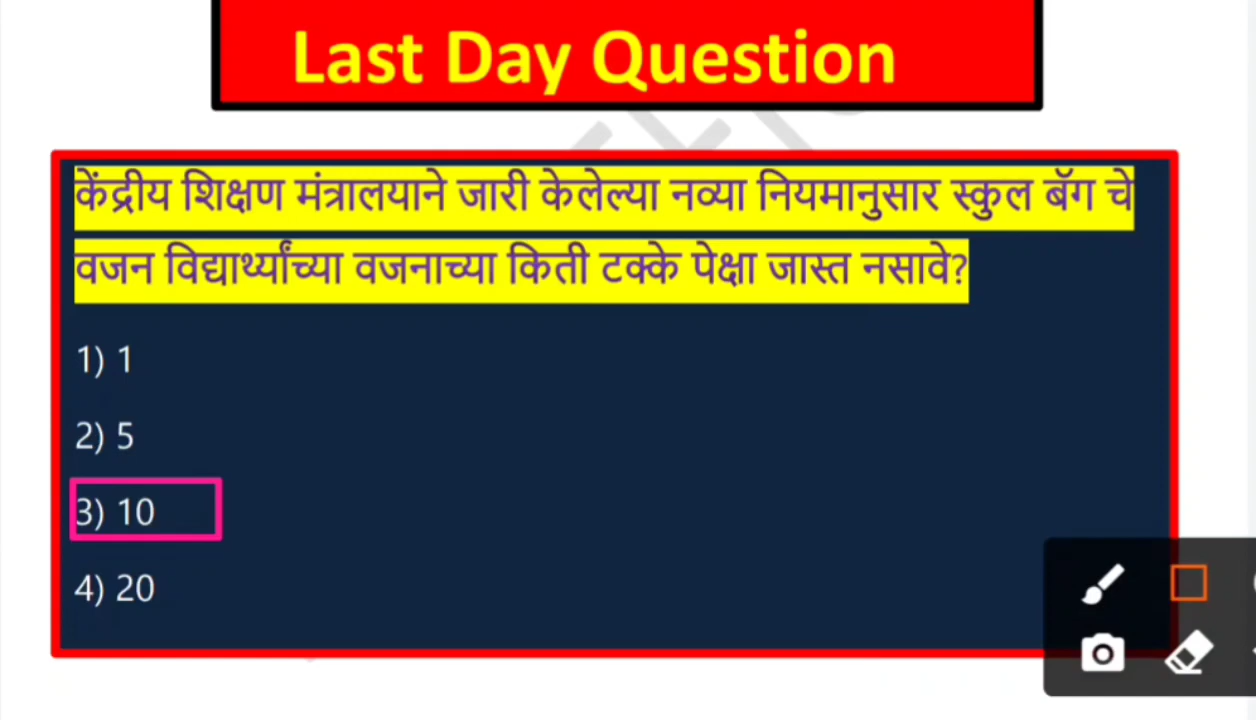 Last Day Question
केंद्रीय शिक्षण मंत्रालयाने जारी केलेल्या नव्या नियमानुसार स्कुल बॅग चे
वजन विद्यार्थ्यांच्या वजनाच्या किती टक्के पेक्षा जास्त नसावे?
1) 1
2) 5
3) 10
4) 20